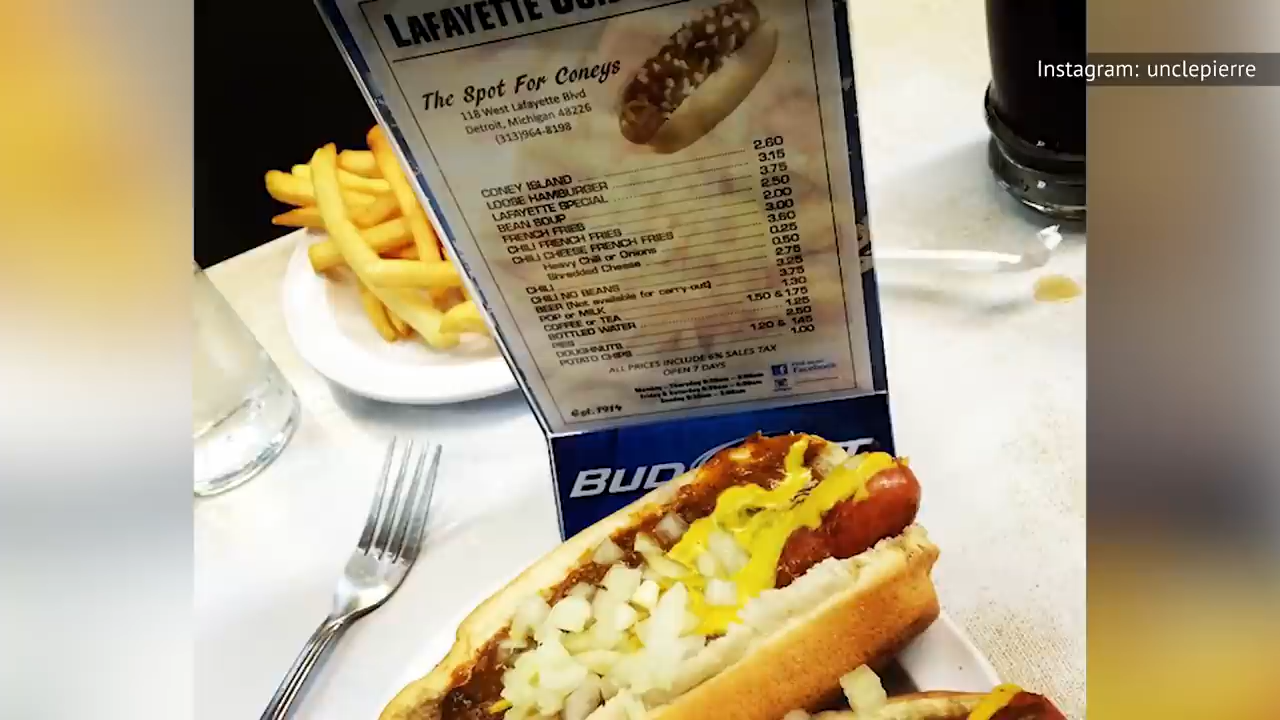 LAFAYETTE
The Spot For Coneys
118 West Lafayette Blvd
Detroit, Michigan 48226
(313)964-8198
Instagram: unclepierre
CONEY ISLAND 2.60
LOOSE HAMBURGER 3.15
LAFAYETTE SPECIAL 3.75
BEAN SOUP 2.50
FRENCH FRIES 2.00
CHILI FRENCH FRIES 3.00
CHILI CHEESE FRENCH FRIES 3.60
Heavy Chili or Onions 0.25
Shredded Cheese 0.50
CHILI 2.75
CHILI NO BEANS 3.25
BEER (Not available for carry-out) 3.75
POP or MILK 1.30
COFFEE or TEA 1.50 & 1.75
BOTTLED WATER 1.25
PIES 2.50
DOUGHNUTS 1.20 & 1.45
POTATO CHIPS 1.00
ALL PRICES INCLUDE 6% SALES TAX
OPEN 7 DAYS
Facebook
Est. 1914
BUD